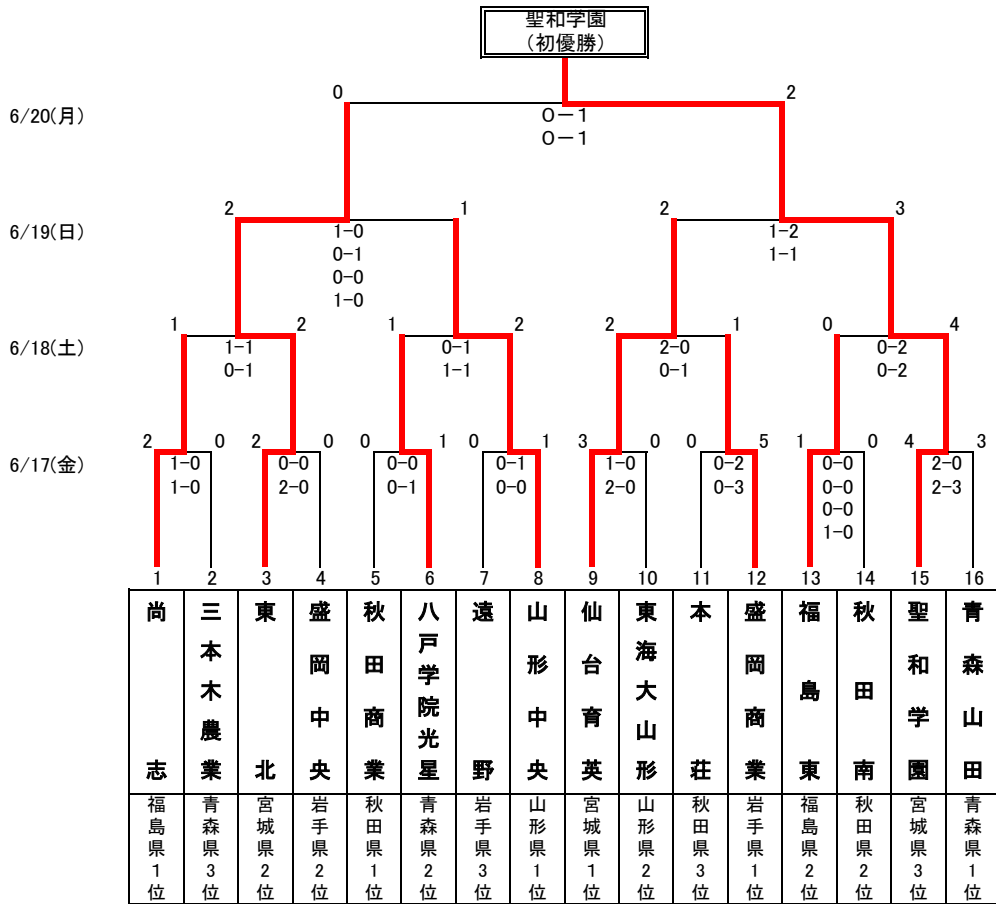 聖和学園
(初優勝)
0 2
6/20(月)
0－1
0－1
2 1 2 3
6/19(日)
1-0 1-2
0-1 1-1
0-0
1-0
1 2 1 2 2 1 0 4
6/18(土)
1-1 0-1 2-0 0-2
0-1 1-1 0-1 0-2
2 0 2 0 0 1 0 1 3 0 0 5 1 0 4 3
6/17(金)
1-0 0-0 0-0 0-1 1-0 0-2 0-0 2-0
1-0 2-0 0-1 0-0 2-0 0-3 0-0 2-3
0-0
1-0
1 2 3 4 5 6 7 8 9 10 11 12 13 14 15 16
尚志
三本木農業
東北
盛岡中央
秋田商業
八戸学院光星
遠野
山形中央
仙台育英
東海大山形
本荘
盛岡商業
福島東
秋田南
聖和学園
青森山田
福島県1位
青森県3位
宮城県2位
岩手県2位
秋田県1位
青森県2位
岩手県3位
山形県1位
宮城県1位
山形県2位
秋田県3位
岩手県1位
福島県2位
秋田県2位
宮城県3位
青森県1位